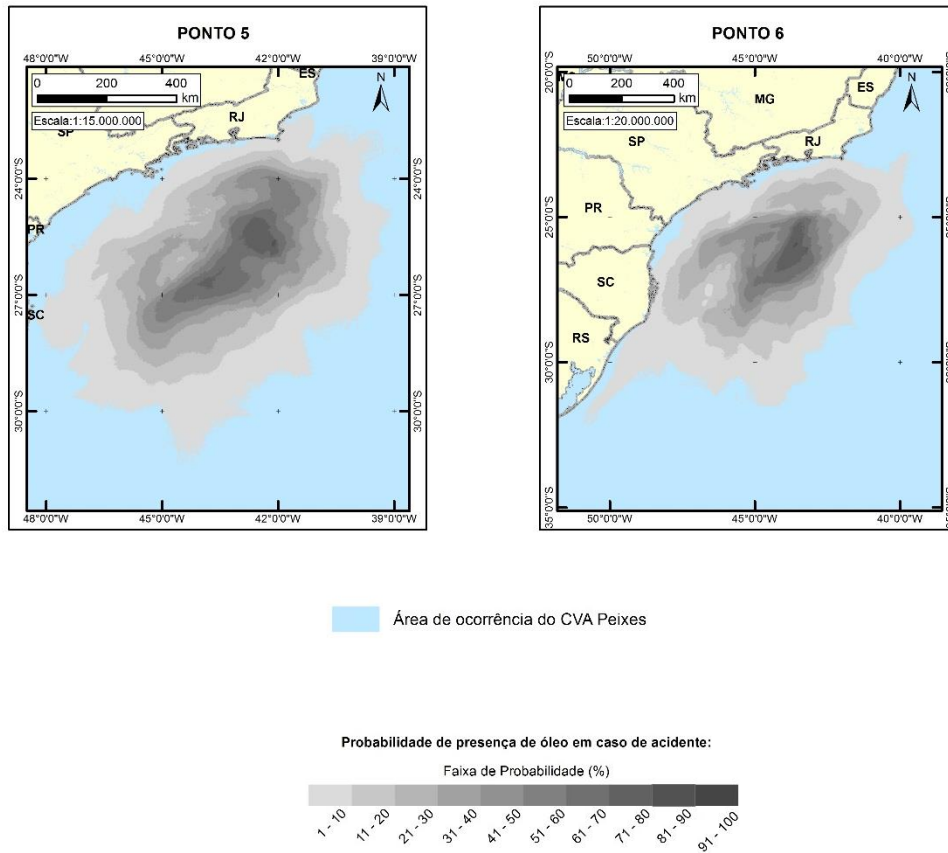 PONTO 5
48°0'0"W 45°0'0"W 42°0'0"W 39°0'0"W
0 200 400
km
Escala:1:15.000.000
N
ES
RJ
SP
PR
SC
24°0'0"S
27°0'0"S
30°0'0"S
24°0'0"S
27°0'0"S
30°0'0"S
48°0'0"W 45°0'0"W 42°0'0"W 39°0'0"W
PONTO 6
50°0'0"W 45°0'0"W 40°0'0"W
0 200 400
km
Escala:1:20.000.000
N
MG
ES
SP
RJ
PR
SC
RS
20°0'0"S
25°0'0"S
30°0'0"S
35°0'0"S
50°0'0"W 45°0'0"W 40°0'0"W
Área de ocorrência do CVA Peixes
Probabilidade de presença de óleo em caso de acidente:
Faixa de Probabilidade (%)
1 - 10
11 - 20
21 - 30
31 - 40
41 - 50
51 - 60
61 - 70
71 - 80
81 - 90
91 - 100